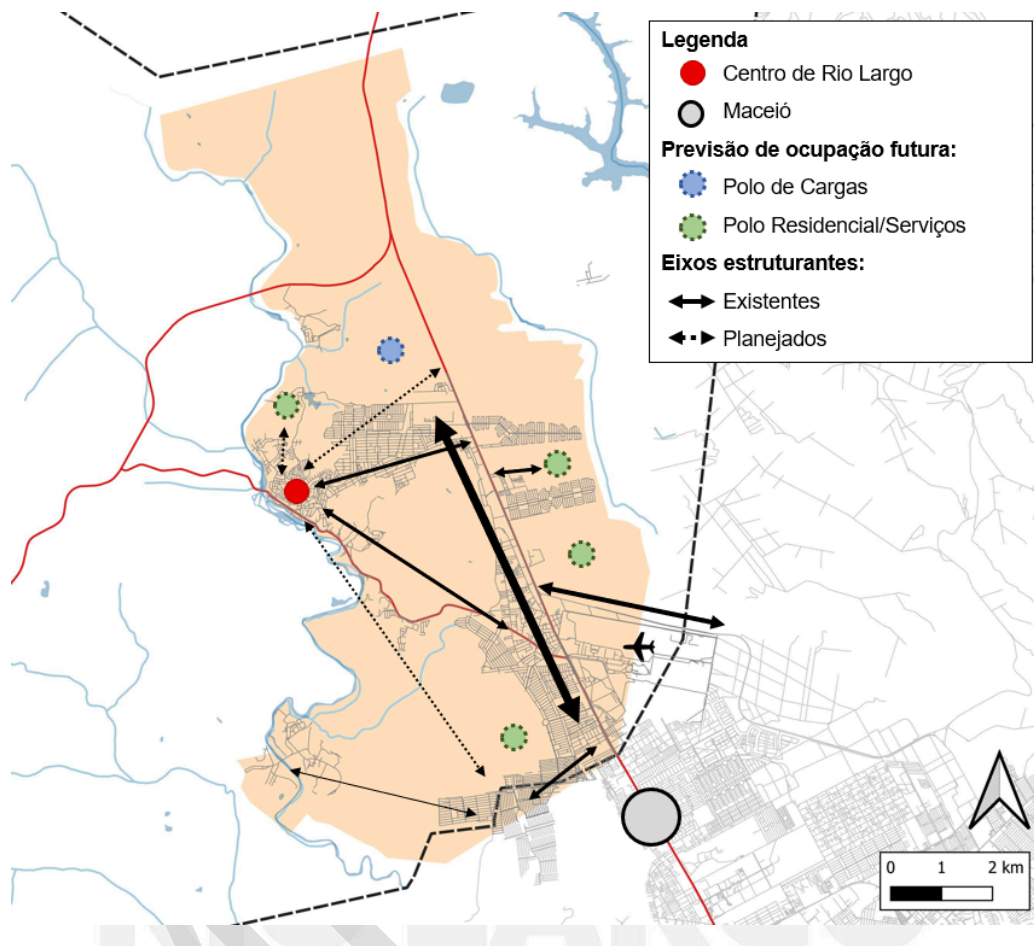 Legenda
Centro de Rio Largo
Maceió
Previsão de ocupação futura:
Polo de Cargas
Polo Residencial/Serviços
Eixos estruturantes:
Existentes
Planejados
0 1 2 km